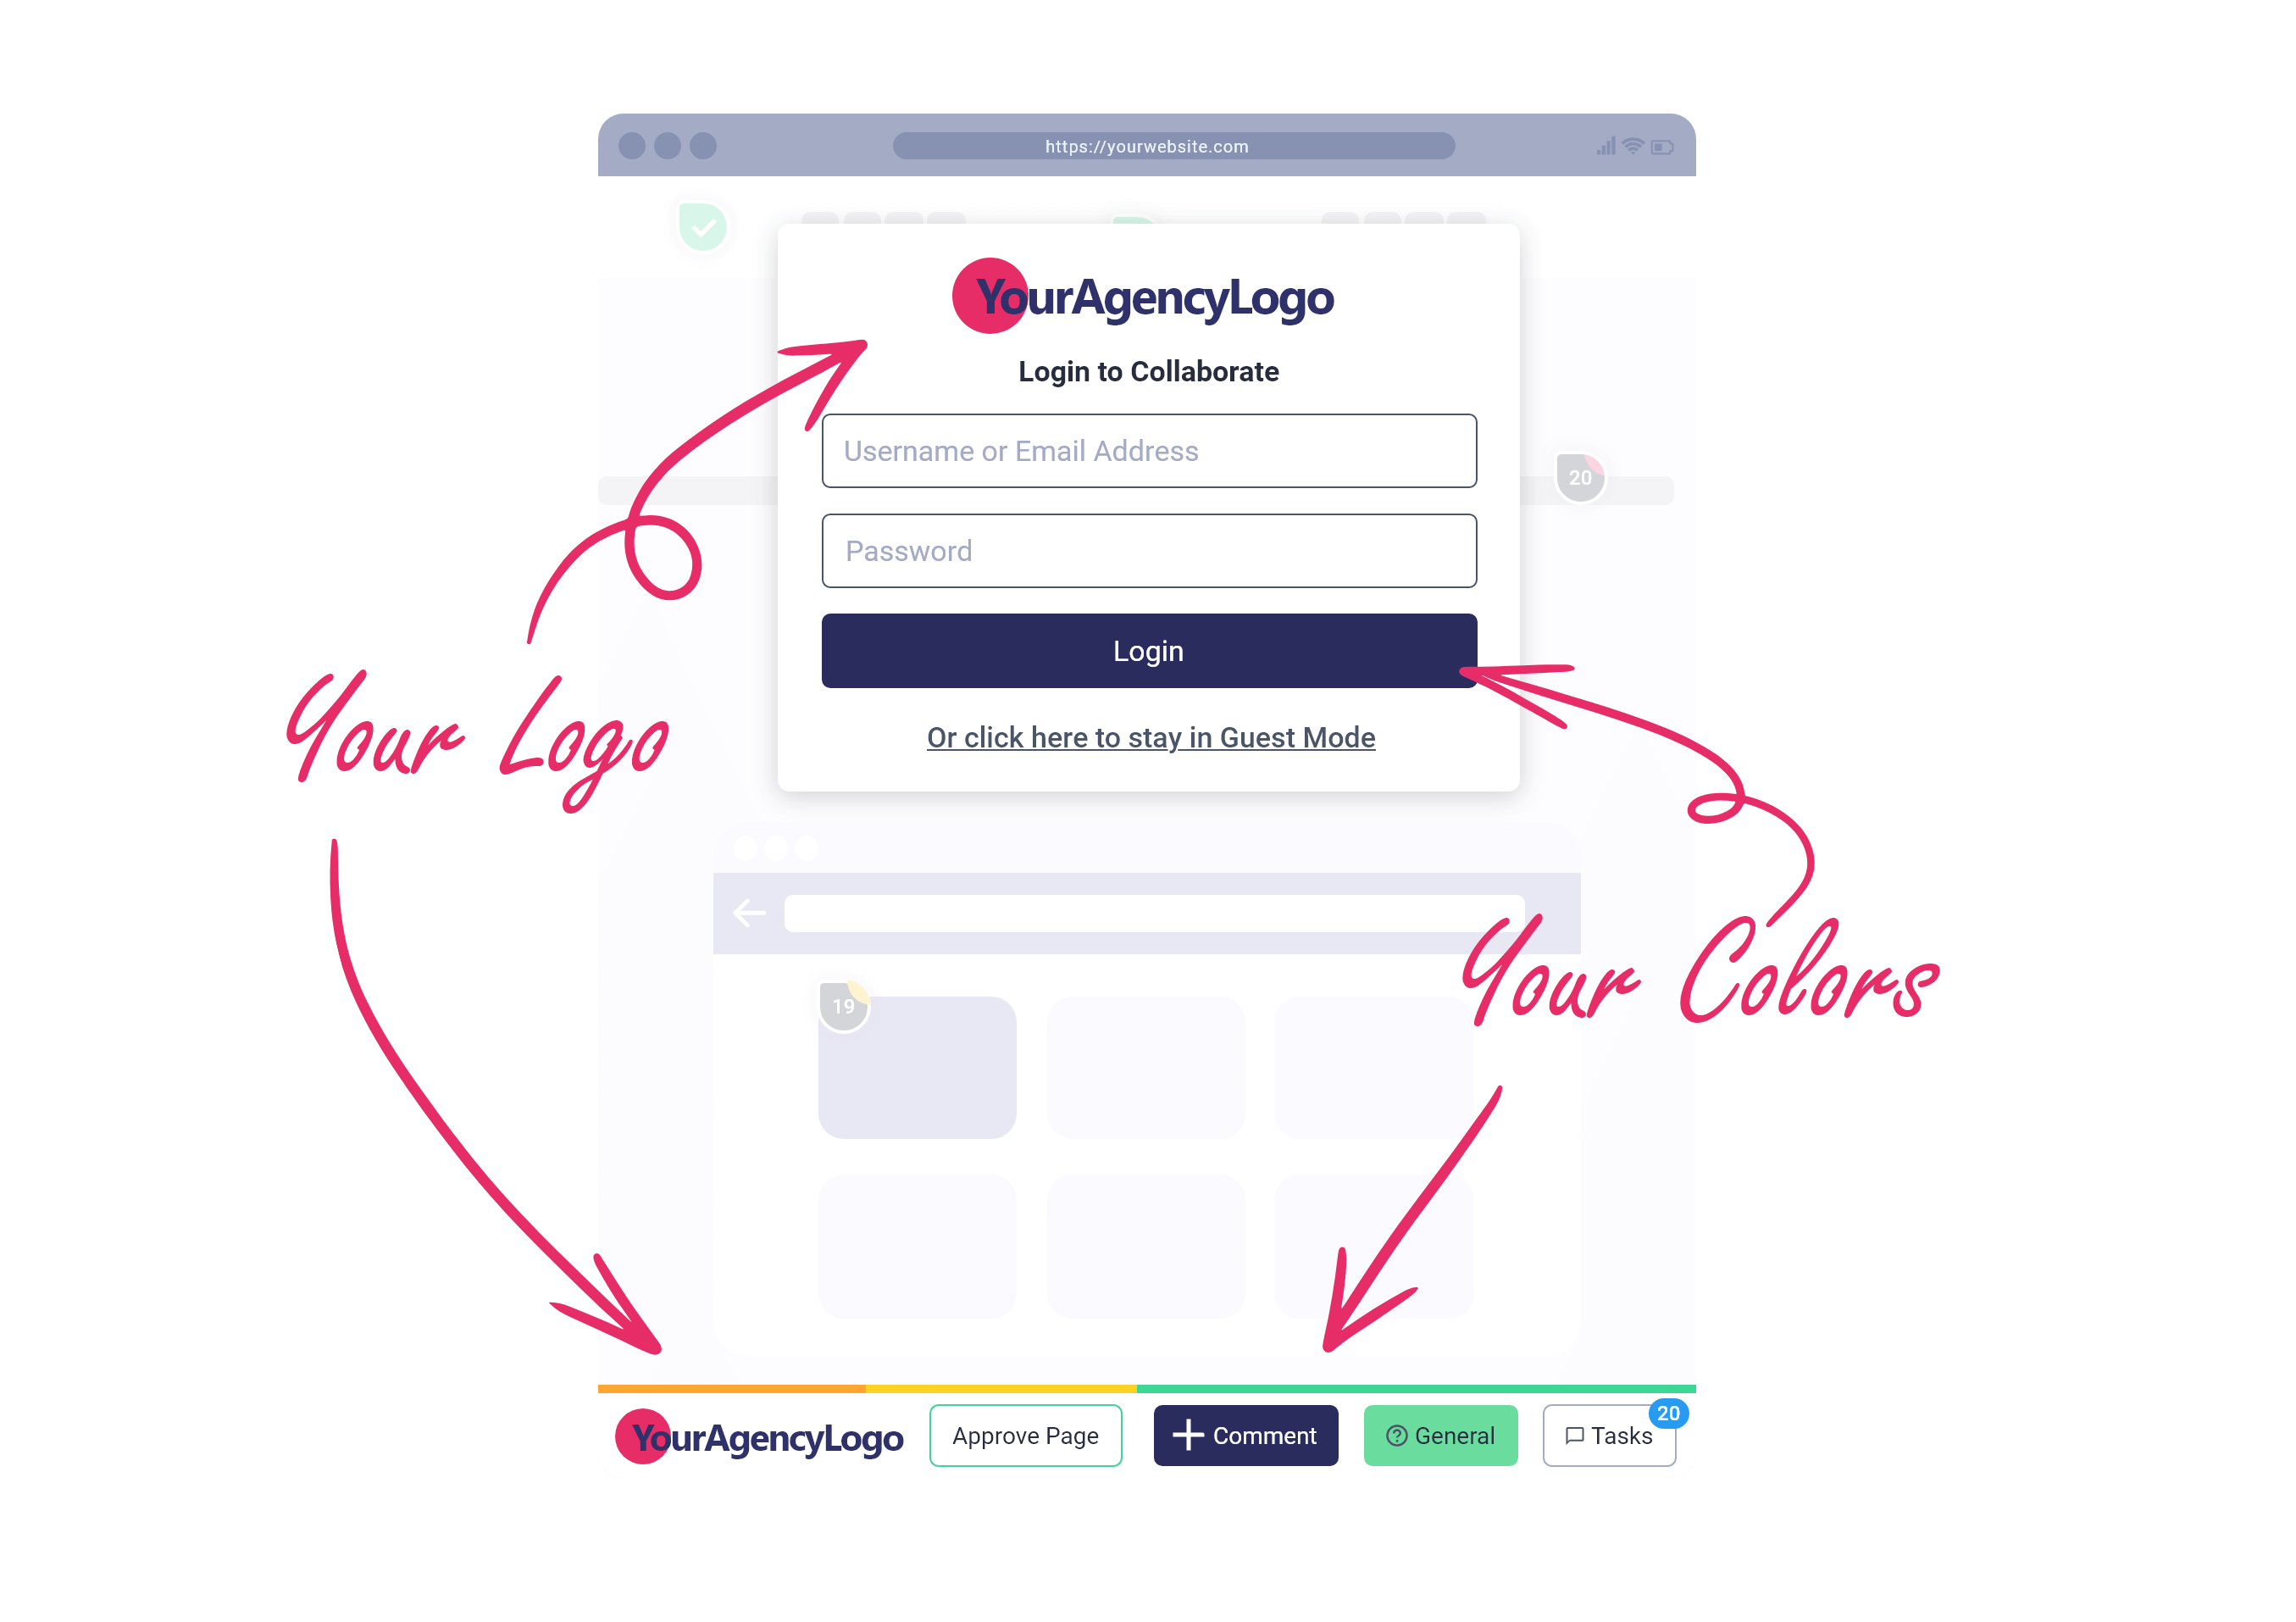 https://yourwebsite.com
YourAgencyLogo
Login to Collaborate
Username or Email Address
20
Password
Login
Your Logo
Or click here to stay in Guest Mode
Your Colors
19
20
YourAgencyLogo
Approve Page
Comment
General
Tasks